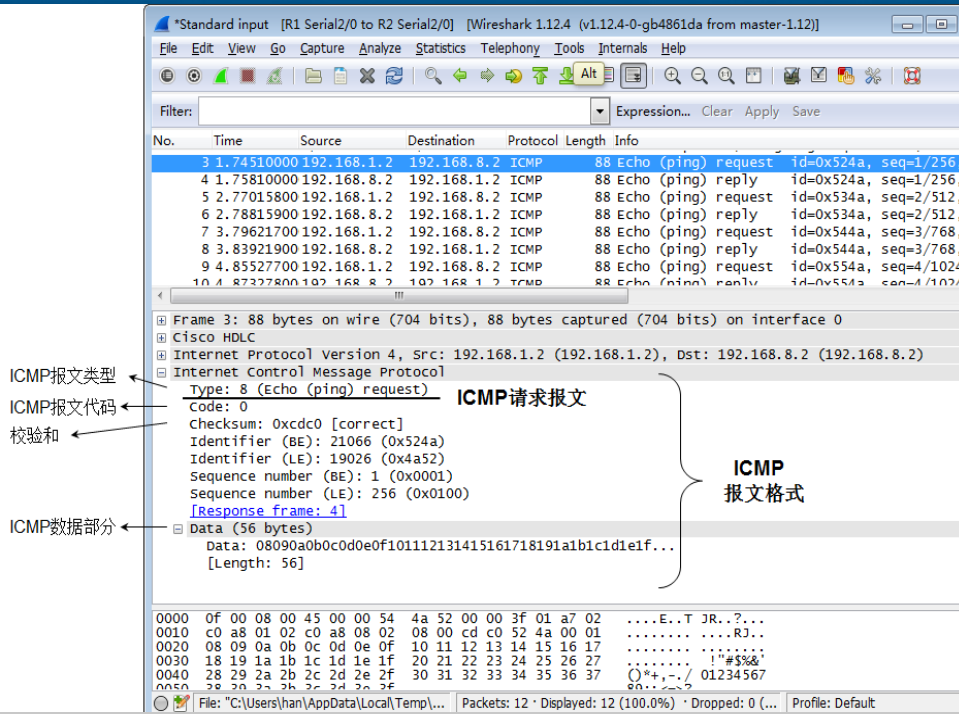 *Standard input [R1 Serial2/0 to R2 Serial2/0] [Wireshark 1.12.4 (v1.12.4-0-gb4861da from master-1.12)]
File Edit View Go Capture Analyze Statistics Telephony Tools Internals Help
Alt
Filter: Expression... Clear Apply Save
No. Time Source Destination Protocol Length Info
3 1.74510000 192.168.1.2 192.168.8.2 ICMP 88 Echo (ping) request id=0x524a, seq=1/256,
4 1.75810000 192.168.8.2 192.168.1.2 ICMP 88 Echo (ping) reply id=0x524a, seq=1/256,
5 2.77015800 192.168.1.2 192.168.8.2 ICMP 88 Echo (ping) request id=0x534a, seq=2/512,
6 2.78815900 192.168.8.2 192.168.1.2 ICMP 88 Echo (ping) reply id=0x534a, seq=2/512,
7 3.79621700 192.168.1.2 192.168.8.2 ICMP 88 Echo (ping) request id=0x544a, seq=3/768,
8 3.83921900 192.168.8.2 192.168.1.2 ICMP 88 Echo (ping) reply id=0x544a, seq=3/768,
9 4.85527700 192.168.1.2 192.168.8.2 ICMP 88 Echo (ping) request id=0x554a, seq=4/1024
10 4.87327800 192.168.8.2 192.168.1.2 ICMP 88 Echo (ping) reply id=0x554a, seq=4/1024
Frame 3: 88 bytes on wire (704 bits), 88 bytes captured (704 bits) on interface 0
Cisco HDLC
Internet Protocol Version 4, Src: 192.168.1.2 (192.168.1.2), Dst: 192.168.8.2 (192.168.8.2)
Internet Control Message Protocol
ICMP报文类型
Type: 8 (Echo (ping) request)
ICMP请求报文
ICMP报文代码
Code: 0
校验和
Checksum: 0xcdc0 [correct]
Identifier (BE): 21066 (0x524a)
Identifier (LE): 19026 (0x4a52)
Sequence number (BE): 1 (0x0001)
Sequence number (LE): 256 (0x0100)
[Response frame: 4]
ICMP
报文格式
ICMP数据部分
Data (56 bytes)
Data: 08090a0b0c0d0e0f101112131415161718191a1b1c1d1e1f...
[Length: 56]
0000 0f 00 08 00 45 00 00 54 4a 52 00 00 3f 01 a7 02 ....E..T JR..?...
0010 c0 a8 01 02 c0 a8 08 02 08 00 cd c0 52 4a 00 01 ........ ....RJ..
0020 08 09 0a 0b 0c 0d 0e 0f 10 11 12 13 14 15 16 17 ........ ........
0030 18 19 1a 1b 1c 1d 1e 1f 20 21 22 23 24 25 26 27 ........ !"#$%&'
0040 28 29 2a 2b 2c 2d 2e 2f 30 31 32 33 34 35 36 37 ()*+,-./ 01234567
0050 38 39 3a 3b 3c 3d 3e 3f 89:;<=>?
File: "C:\Users\han\AppData\Local\Temp\... Packets: 12 · Displayed: 12 (100.0%) · Dropped: 0 (... Profile: Default